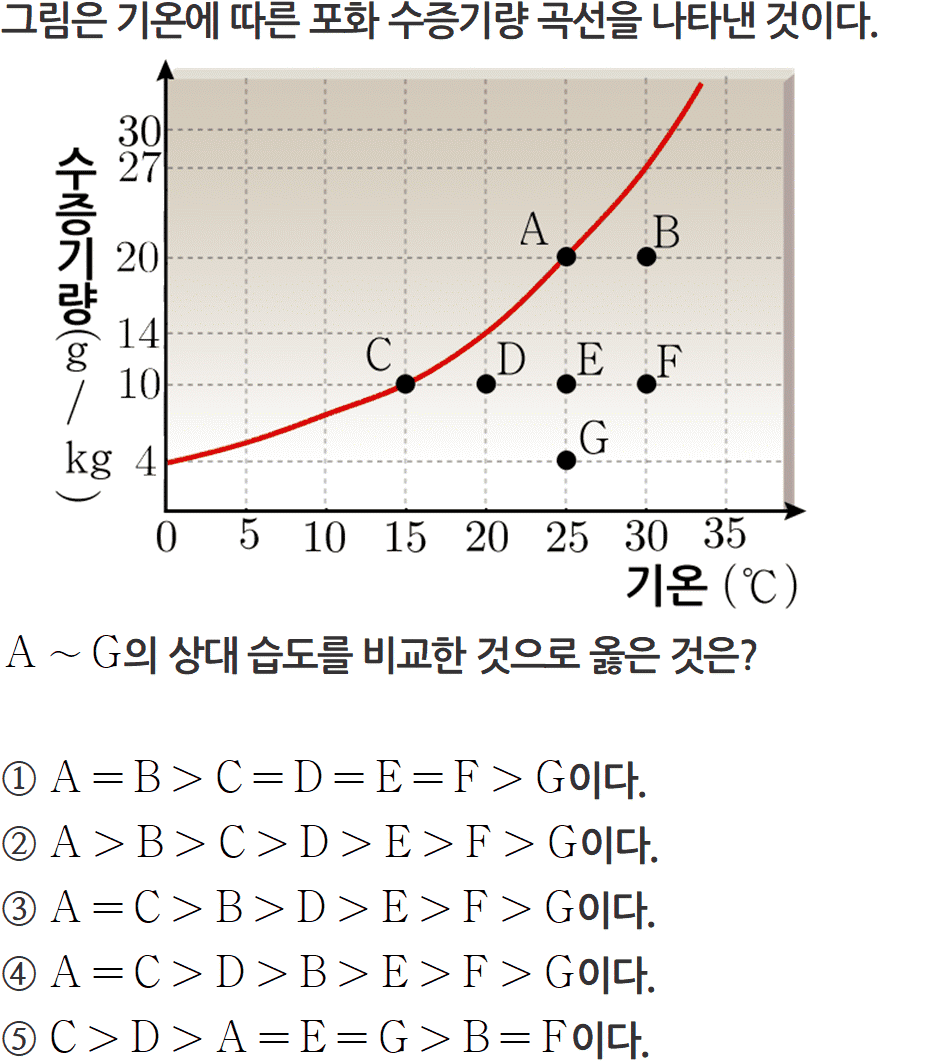 그림은 기온에 따른 포화 수증기량 곡선을 나타낸 것이다.
수증기량(g/kg)
30
27
20
14
10
4
A
B
C
D
E
F
G
0 5 10 15 20 25 30 35
기온 (℃)
A ~ G의 상대 습도를 비교한 것으로 옳은 것은?
① A = B > C = D = E = F > G이다.
② A > B > C > D > E > F > G이다.
③ A = C > B > D > E > F > G이다.
④ A = C > D > B > E > F > G이다.
⑤ C > D > A = E = G > B = F이다.